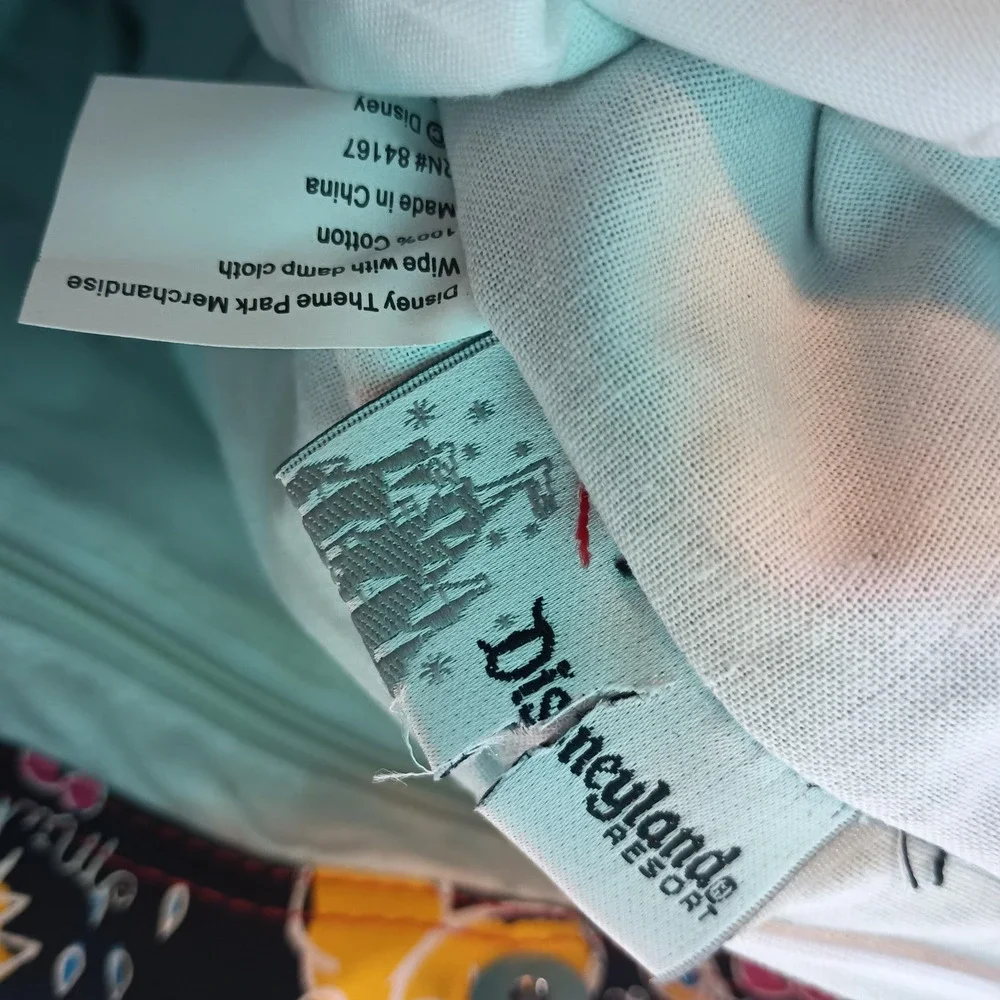 Disney Theme Park Merchandise
Wipe with damp cloth
100% Cotton
Made in China
RN# 84167
© Disney
Disneyland®
RESORT